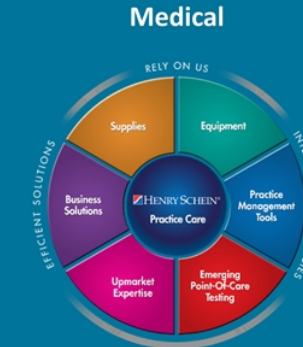 Medical
RELY ON US
Supplies
Equipment
EFFICIENT SOLUTIONS
Business
Solutions
HENRY SCHEIN®
Practice Care
Practice
Management
Tools
Upmarket
Expertise
Emerging
Point-Of-Care
Testing